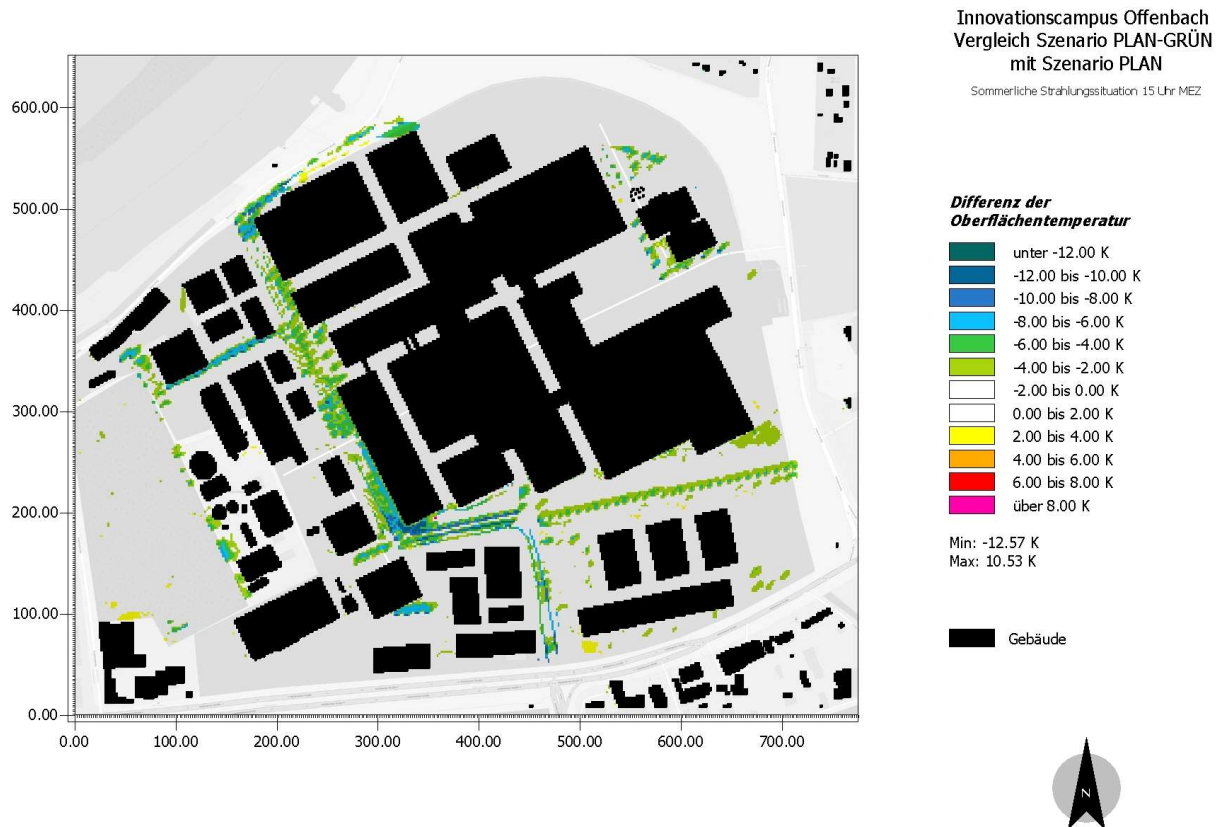 Innovationscampus Offenbach
Vergleich Szenario PLAN-GRÜN
mit Szenario PLAN
Sommerliche Strahlungssituation 15 Uhr MEZ
600.00
500.00
400.00
300.00
200.00
100.00
0.00
0.00 100.00 200.00 300.00 400.00 500.00 600.00 700.00
Differenz der
Oberflächentemperatur
unter -12.00 K
-12.00 bis -10.00 K
-10.00 bis -8.00 K
-8.00 bis -6.00 K
-6.00 bis -4.00 K
-4.00 bis -2.00 K
-2.00 bis 0.00 K
0.00 bis 2.00 K
2.00 bis 4.00 K
4.00 bis 6.00 K
6.00 bis 8.00 K
über 8.00 K
Min: -12.57 K
Max: 10.53 K
Gebäude
N